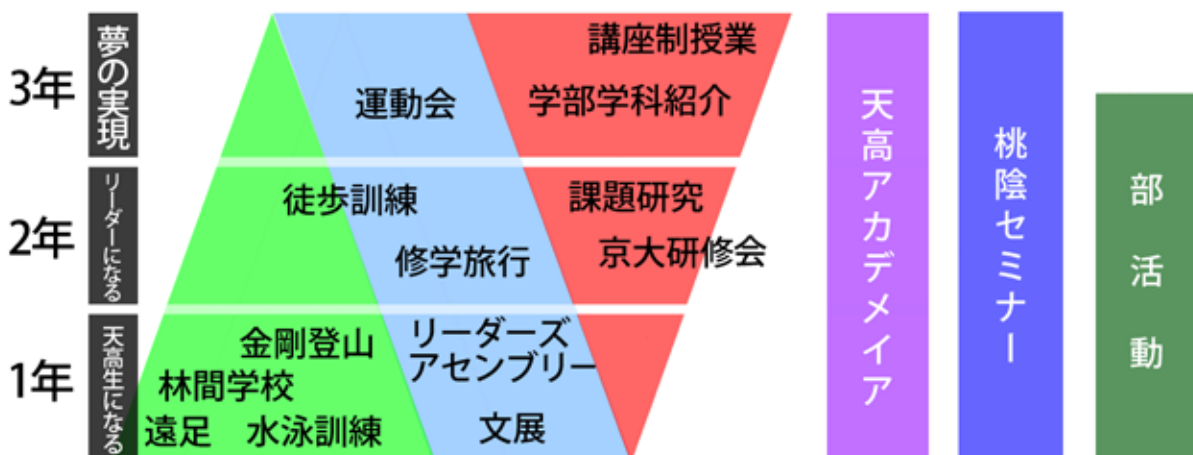 3年
夢の実現
講座制授業
運動会
学部学科紹介
2年
リーダーになる
徒歩訓練
課題研究
修学旅行
京大研修会
1年
天高生になる
金剛登山
リーダーズ
アセンブリー
林間学校
遠足
水泳訓練
文展
天高アカデメイア
桃陰セミナー
部活動